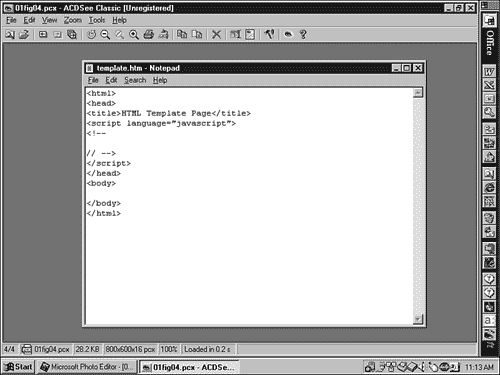 01fig04.pcx - ACDSee Classic [Unregistered]
File Edit View Zoom Tools Help
template.htm - Notepad
File Edit Search Help
<html>
<head>
<title>HTML Template Page</title>
<script language="javascript">
<!--
// -->
</script>
</head>
<body>
</body>
</html>
Office
4/4 01fig04.pcx 28.2 KB 800x600x16 pcx 100% Loaded in 0.2 s
Start Microsoft Photo Editor - [0... 01fig04.pcx - ACDSe... 11:13 AM